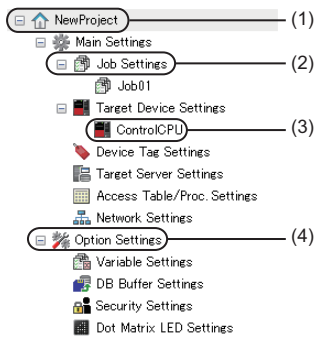 NewProject (1)
Main Settings
Job Settings (2)
Job01
Target Device Settings
ControlCPU (3)
Device Tag Settings
Target Server Settings
Access Table/Proc. Settings
Network Settings
Option Settings (4)
Variable Settings
DB Buffer Settings
Security Settings
Dot Matrix LED Settings